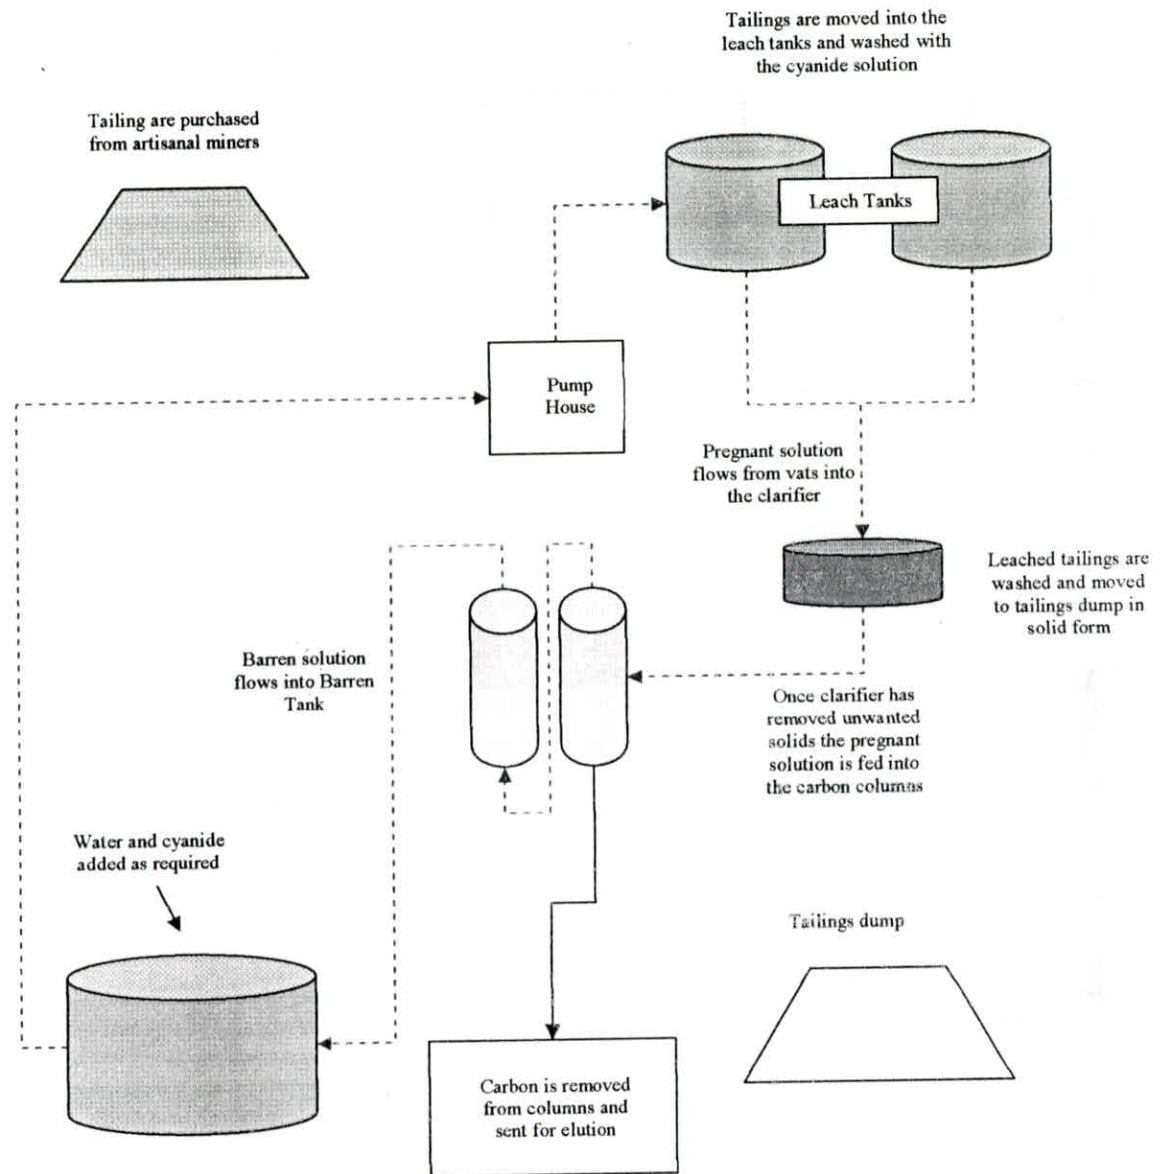 Tailings are moved into the
leach tanks and washed with
the cyanide solution
Tailing are purchased
from artisanal miners
Leach Tanks
Pump
House
Pregnant solution
flows from vats into
the clarifier
Leached tailings are
washed and moved
to tailings dump in
solid form
Barren solution
flows into Barren
Tank
Once clarifier has
removed unwanted
solids the pregnant
solution is fed into
the carbon columns
Water and cyanide
added as required
Tailings dump
Carbon is removed
from columns and
sent for elution